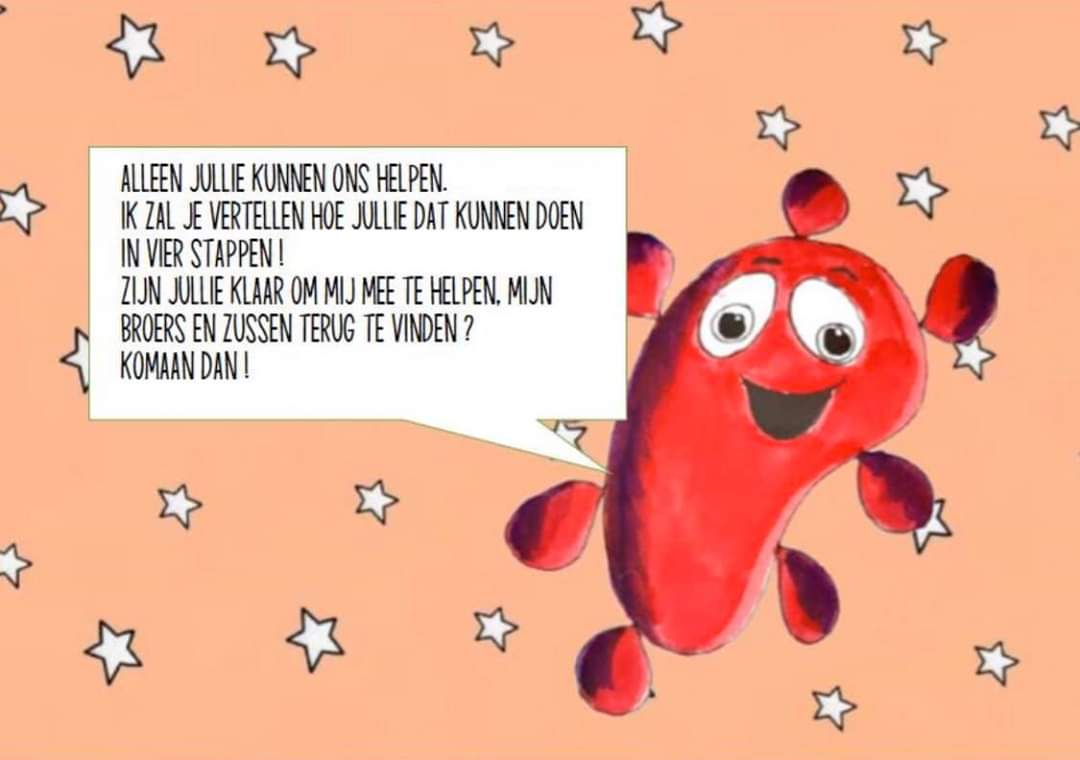 ALLEEN JULLIE KUNNEN ONS HELPEN.
IK ZAL JE VERTELLEN HOE JULLIE DAT KUNNEN DOEN
IN VIER STAPPEN !
ZIJN JULLIE KLAAR OM MIJ MEE TE HELPEN, MIJN
BROERS EN ZUSSEN TERUG TE VINDEN ?
KOMAAN DAN !